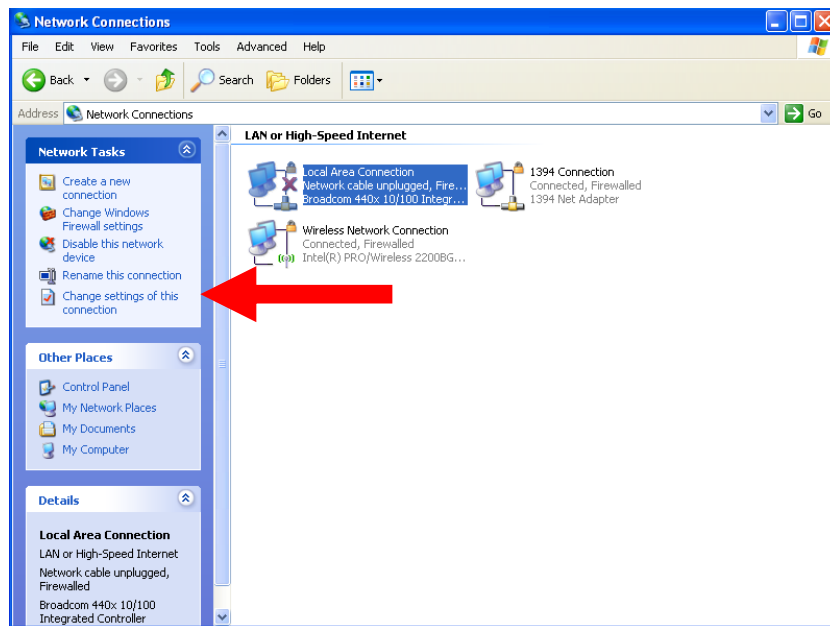 Network Connections
File Edit View Favorites Tools Advanced Help
Back Search Folders
Address Network Connections Go
Network Tasks
Create a new
connection
Change Windows
Firewall settings
Disable this network
device
Rename this connection
Change settings of this
connection
Other Places
Control Panel
My Network Places
My Documents
My Computer
Details
Local Area Connection
LAN or High-Speed Internet
Network cable unplugged,
Firewalled
Broadcom 440x 10/100
Integrated Controller
LAN or High-Speed Internet
Local Area Connection
Network cable unplugged, Fire...
Broadcom 440x 10/100 Integr...
1394 Connection
Connected, Firewalled
1394 Net Adapter
Wireless Network Connection
Connected, Firewalled
Intel(R) PRO/Wireless 2200BG...